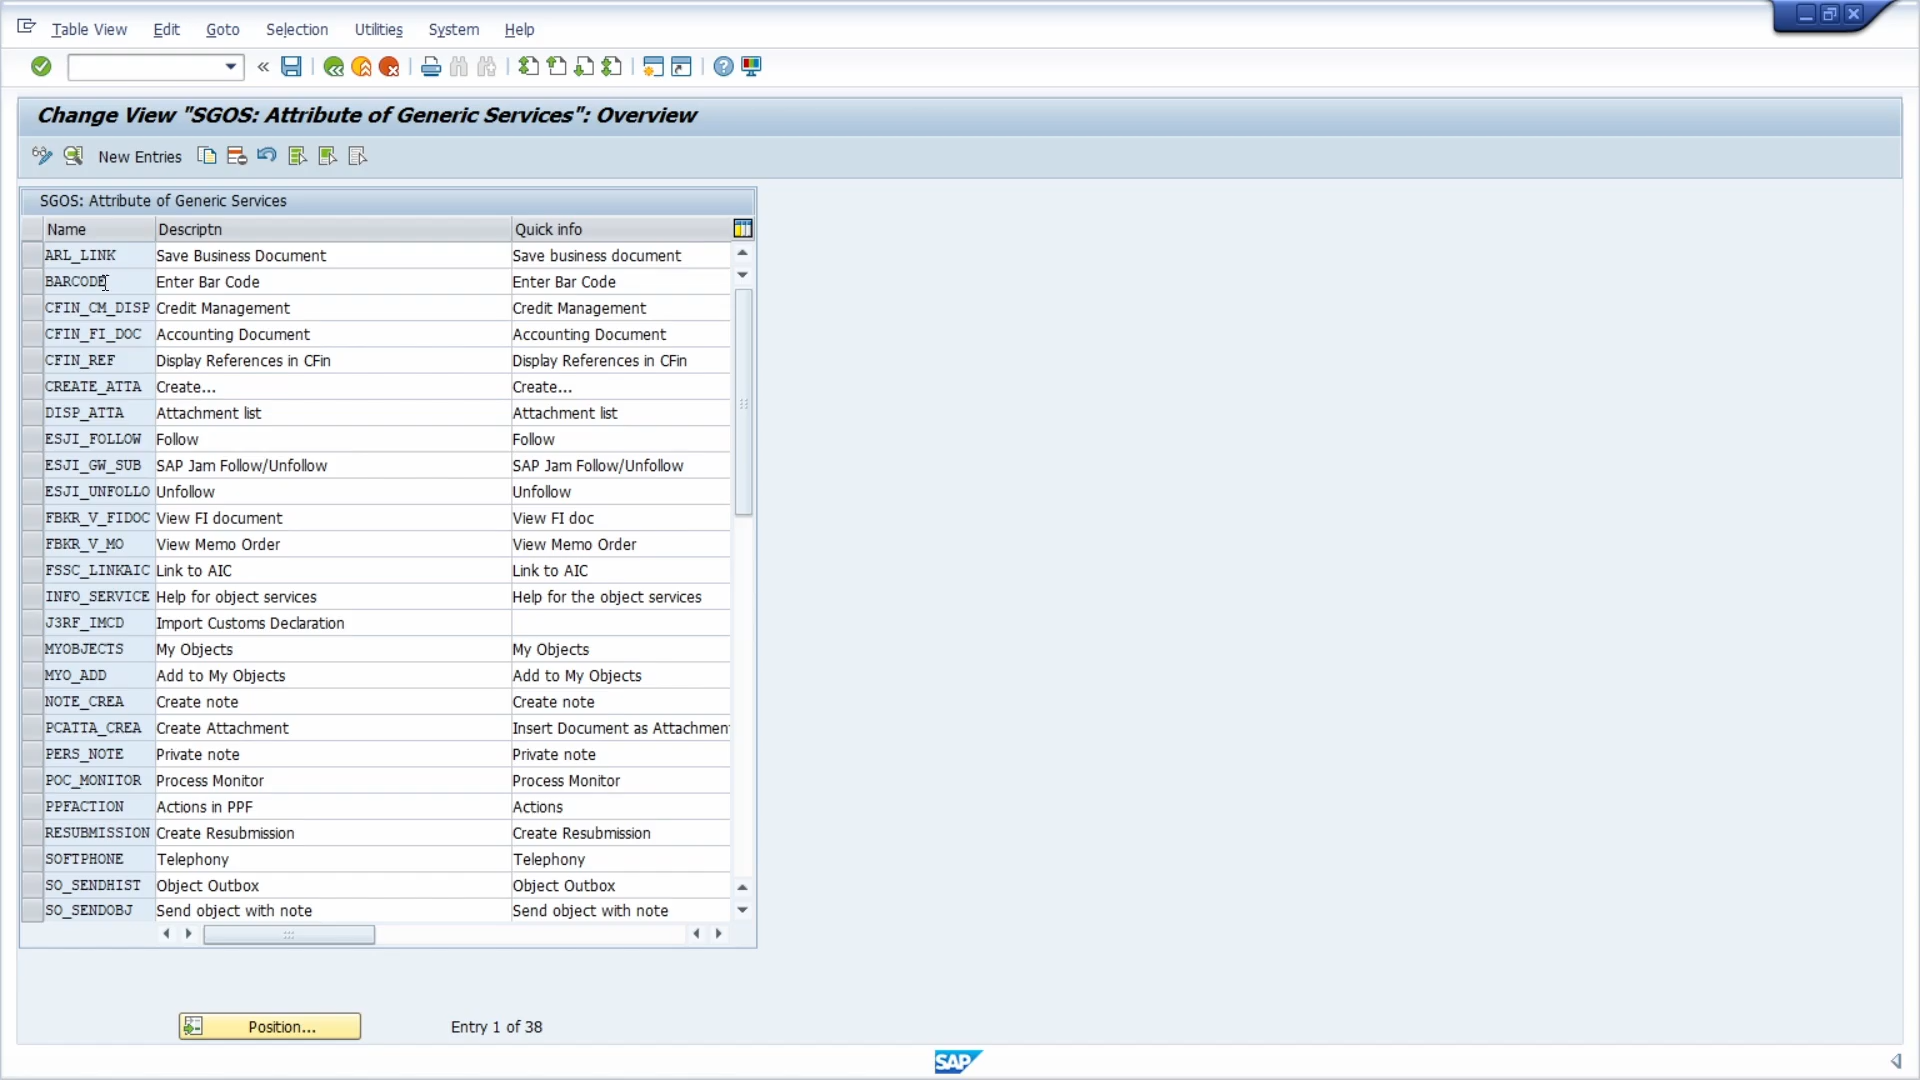 Table View Edit Goto Selection Utilities System Help
Change View "SGOS: Attribute of Generic Services": Overview
New Entries
SGOS: Attribute of Generic Services
Name Descriptn Quick info
ARL_LINK Save Business Document Save business document
BARCODE Enter Bar Code Enter Bar Code
CFIN_CM_DISP Credit Management Credit Management
CFIN_FI_DOC Accounting Document Accounting Document
CFIN_REF Display References in CFin Display References in CFin
CREATE_ATTA Create... Create...
DISP_ATTA Attachment list Attachment list
ESJI_FOLLOW Follow Follow
ESJI_GW_SUB SAP Jam Follow/Unfollow SAP Jam Follow/Unfollow
ESJI_UNFOLLO Unfollow Unfollow
FBKR_V_FIDOC View FI document View FI doc
FBKR_V_MO View Memo Order View Memo Order
FSSC_LINKAIC Link to AIC Link to AIC
INFO_SERVICE Help for object services Help for the object services
J3RF_IMCD Import Customs Declaration
MYOBJECTS My Objects My Objects
MYO_ADD Add to My Objects Add to My Objects
NOTE_CREA Create note Create note
PCATTA_CREA Create Attachment Insert Document as Attachmen
PERS_NOTE Private note Private note
POC_MONITOR Process Monitor Process Monitor
PPFACTION Actions in PPF Actions
RESUBMISSION Create Resubmission Create Resubmission
SOFTPHONE Telephony Telephony
SO_SENDHIST Object Outbox Object Outbox
SO_SENDOBJ Send object with note Send object with note
Position... Entry 1 of 38
SAP